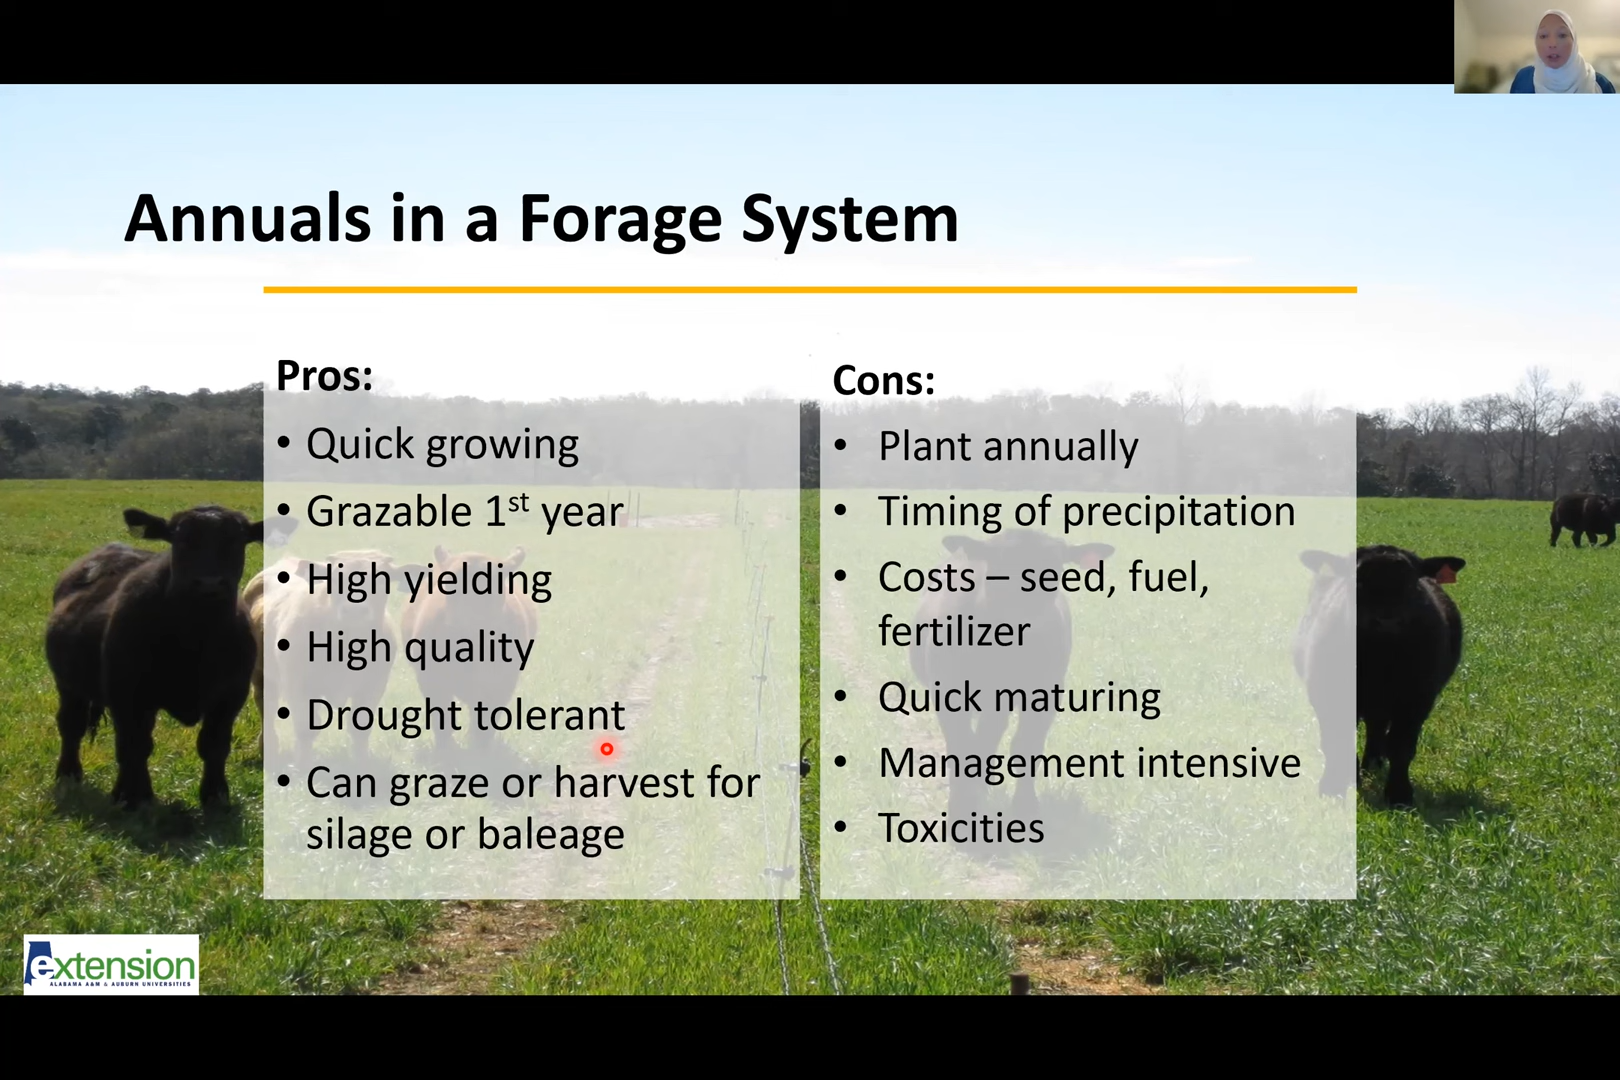 Annuals in a Forage System
Pros:
• Quick growing
• Grazable 1st year
• High yielding
• High quality
• Drought tolerant
• Can graze or harvest for
silage or baleage
Cons:
• Plant annually
• Timing of precipitation
• Costs – seed, fuel,
fertilizer
• Quick maturing
• Management intensive
• Toxicities
extension
ALABAMA A&M & AUBURN UNIVERSITIES